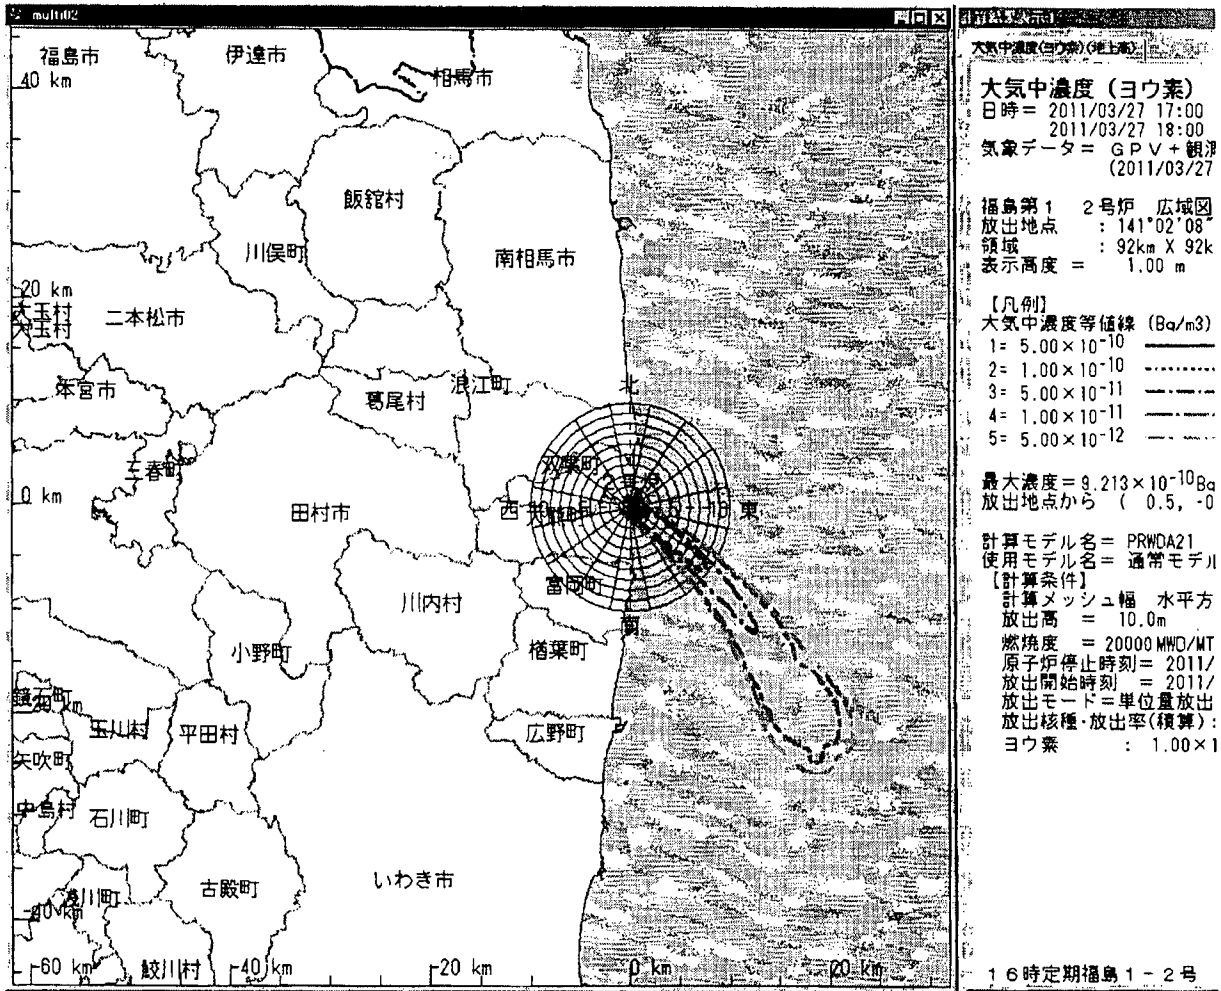 multi02
福島市
伊達市
相馬市
40 km
飯舘村
川俣町
南相馬市
20 km
大玉村
大玉村
二本松市
本宮市
浪江町
葛尾村
北
三春町
双葉町
0 km
田村市
西
東
富岡町
川内村
南
小野町
楢葉町
鏡石町
玉川村
平田村
広野町
矢吹町
中島村
石川町
浅川町
古殿町
いわき市
-40 km
鮫川村
-60 km
-40 km
-20 km
0 km
20 km
計算結果表示-1
大気中濃度(ヨウ素)(地上高)
大気中濃度 (ヨウ素)
日時= 2011/03/27 17:00
2011/03/27 18:00
気象データ= GPV+観測
(2011/03/27
福島第1 2号炉 広域図
放出地点 : 141°02'08"
領域 : 92km X 92k
表示高度 = 1.00 m
【凡例】
大気中濃度等値線 (Bq/m3)
1= 5.00×10⁻¹⁰
2= 1.00×10⁻¹⁰
3= 5.00×10⁻¹¹
4= 1.00×10⁻¹¹
5= 5.00×10⁻¹²
最大濃度=9.213×10⁻¹⁰Bq
放出地点から ( 0.5, -0
計算モデル名= PRWDA21
使用モデル名= 通常モデル
【計算条件】
計算メッシュ幅 水平方
放出高 = 10.0m
燃焼度 = 20000MWD/MT
原子炉停止時刻= 2011/
放出開始時刻 = 2011/
放出モード=単位量放出
放出核種・放出率(積算):
ヨウ素 : 1.00×1
16時定期福島1-2号